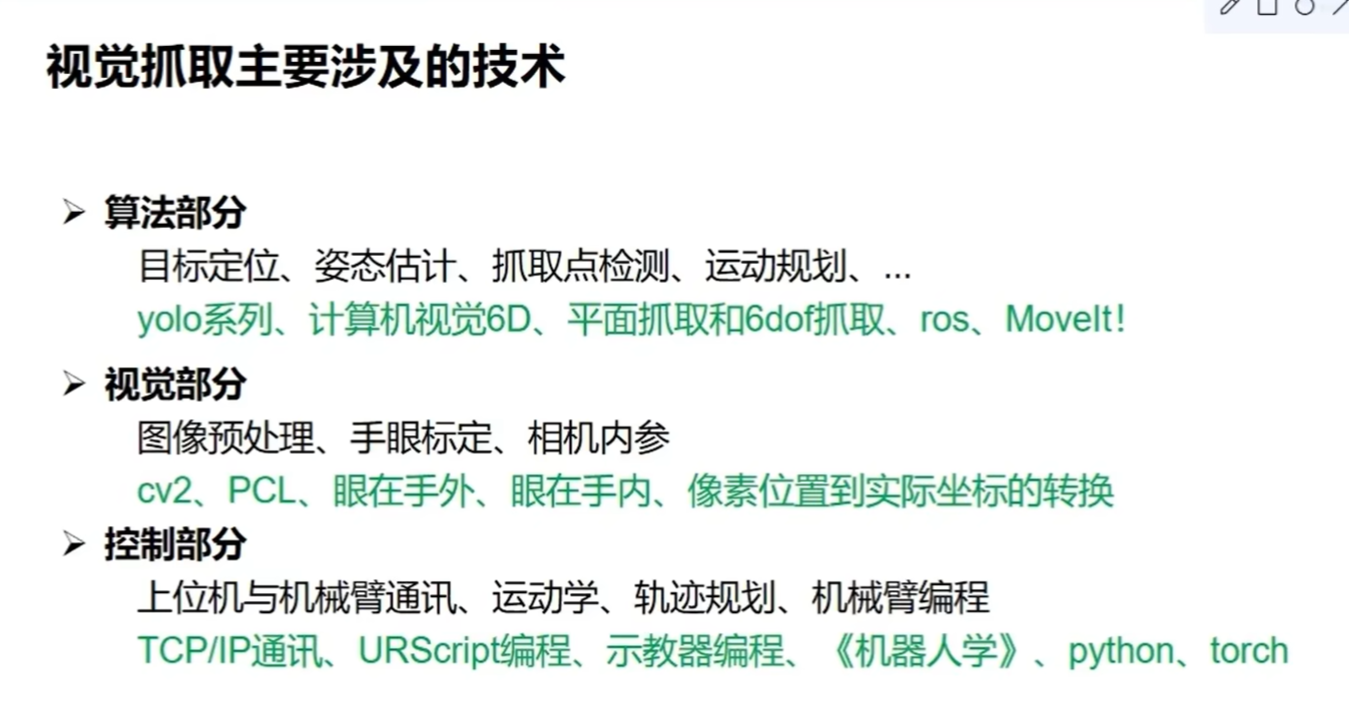 视觉抓取主要涉及的技术
➢ 算法部分
目标定位、姿态估计、抓取点检测、运动规划、...
yolo系列、计算机视觉6D、平面抓取和6dof抓取、ros、MoveIt!
➢ 视觉部分
图像预处理、手眼标定、相机内参
cv2、PCL、眼在手外、眼在手内、像素位置到实际坐标的转换
➢ 控制部分
上位机与机械臂通讯、运动学、轨迹规划、机械臂编程
TCP/IP通讯、URScript编程、示教器编程、《机器人学》、python、torch